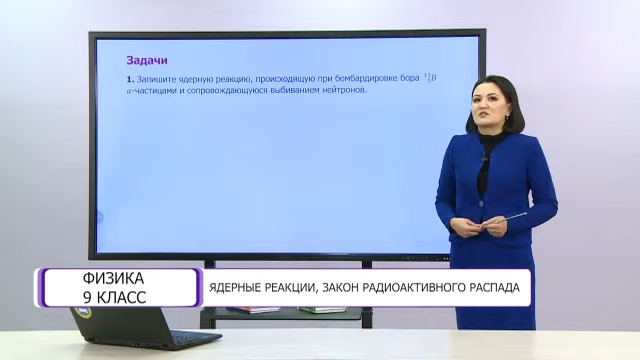 Задачи
1. Запишите ядерную реакцию, происходящую при бомбардировке бора ¹¹₅B
α-частицами и сопровождающуюся выбиванием нейтронов.
ФИЗИКА
9 КЛАСС
ЯДЕРНЫЕ РЕАКЦИИ, ЗАКОН РАДИОАКТИВНОГО РАСПАДА